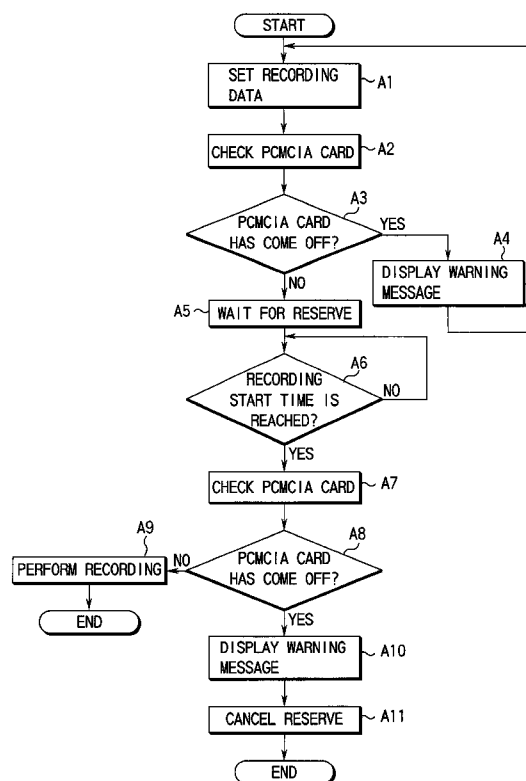 START
SET RECORDING
DATA
A1
CHECK PCMCIA CARD
A2
PCMCIA CARD
HAS COME OFF?
A3
YES
NO
DISPLAY WARNING
MESSAGE
A4
A5
WAIT FOR RESERVE
RECORDING
START TIME IS
REACHED?
A6
NO
YES
CHECK PCMCIA CARD
A7
PCMCIA CARD
HAS COME OFF?
A8
NO
A9
PERFORM RECORDING
END
YES
DISPLAY WARNING
MESSAGE
A10
CANCEL RESERVE
A11
END